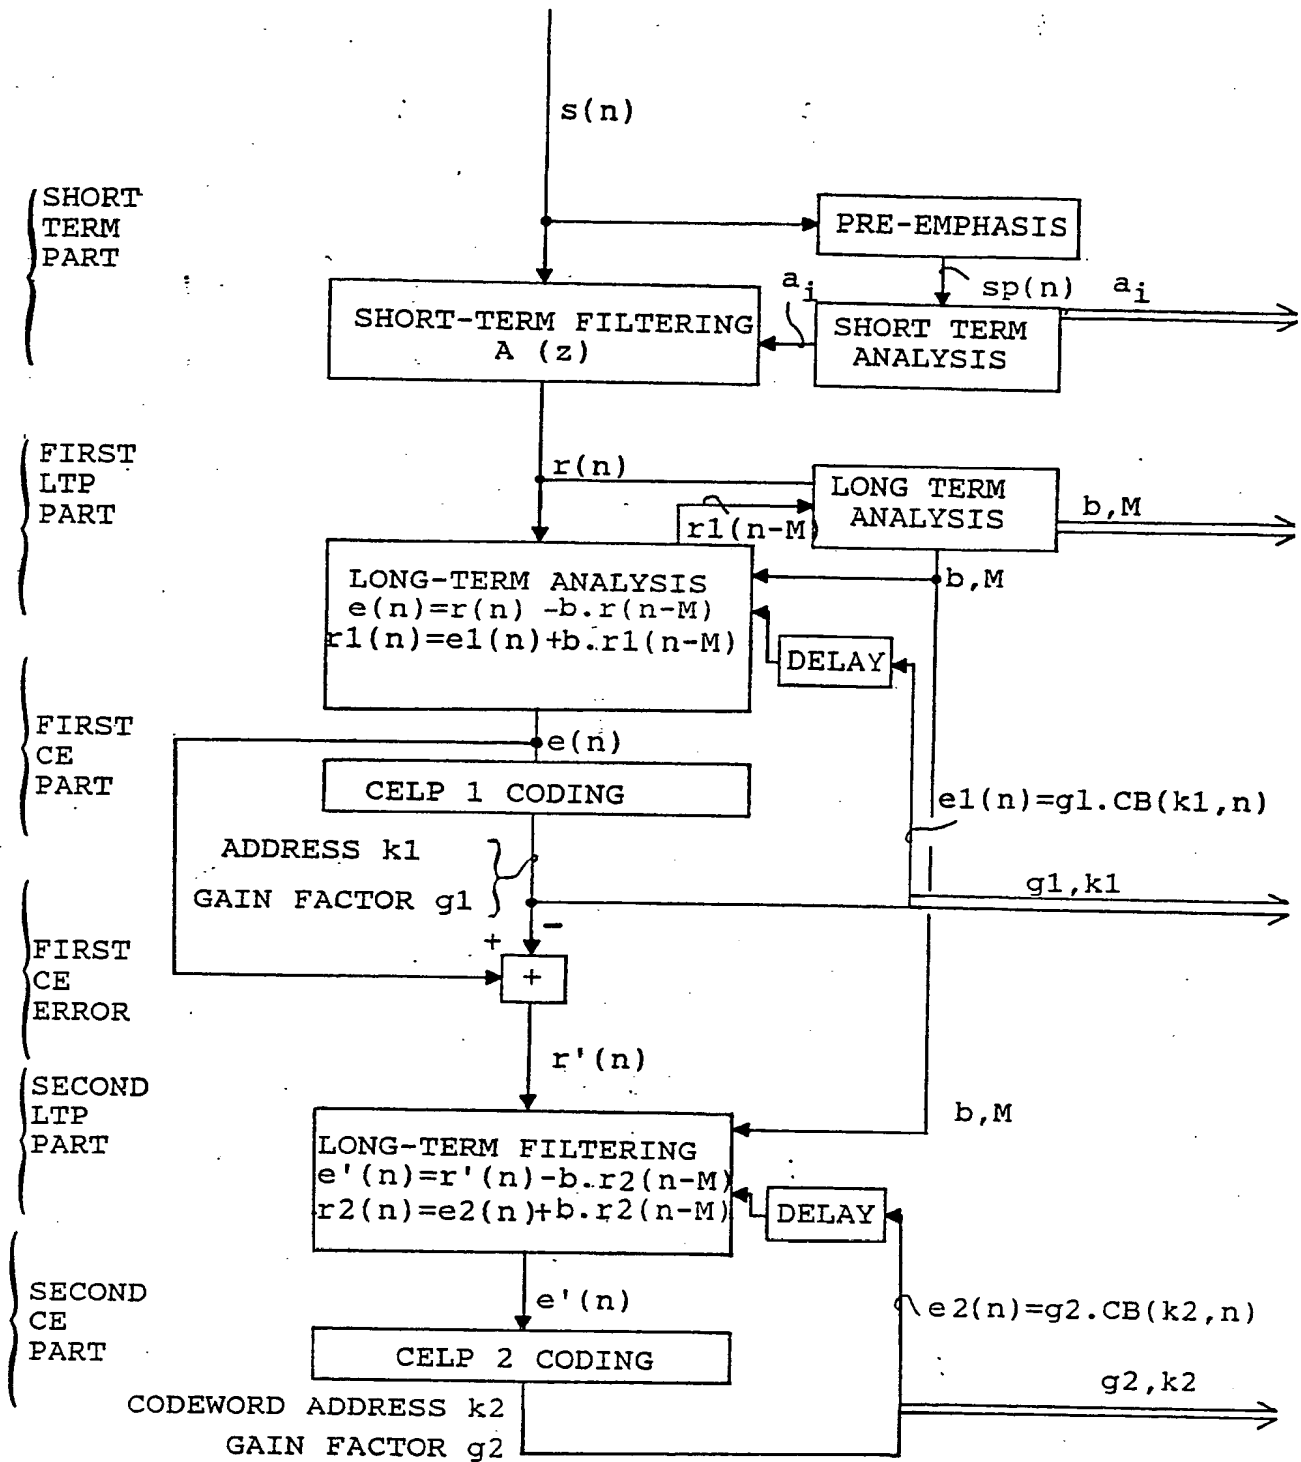 s(n)
SHORT
TERM
PART
PRE-EMPHASIS
sp(n)
ai
ai
SHORT-TERM FILTERING
A (z)
SHORT TERM
ANALYSIS
FIRST
LTP
PART
r(n)
LONG TERM
ANALYSIS
b,M
r1(n-M)
LONG-TERM ANALYSIS
e(n)=r(n) -b.r(n-M)
r1(n)=e1(n)+b.r1(n-M)
b,M
DELAY
FIRST
CE
PART
e(n)
CELP 1 CODING
e1(n)=g1.CB(k1,n)
ADDRESS k1
GAIN FACTOR g1
g1,k1
FIRST
CE
ERROR
+
-
+
r'(n)
SECOND
LTP
PART
b,M
LONG-TERM FILTERING
e'(n)=r'(n)-b.r2(n-M)
r2(n)=e2(n)+b.r2(n-M)
DELAY
SECOND
CE
PART
e'(n)
e2(n)=g2.CB(k2,n)
CELP 2 CODING
g2,k2
CODEWORD ADDRESS k2
GAIN FACTOR g2